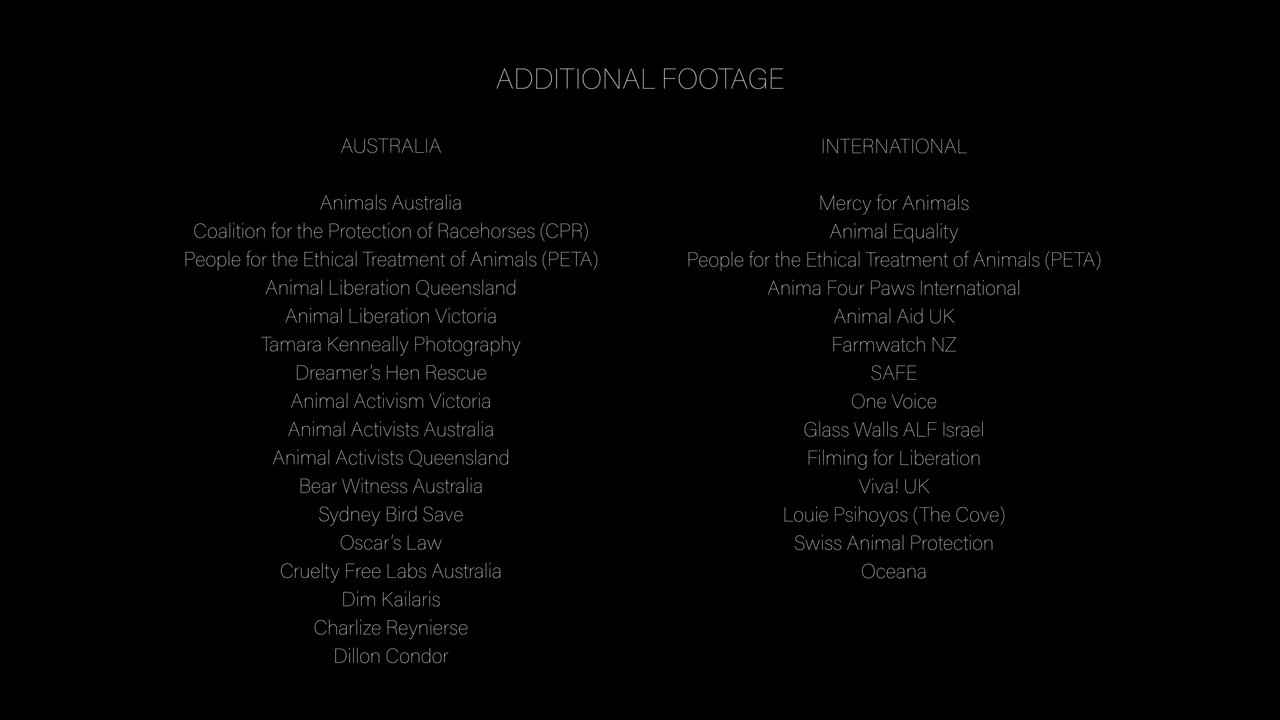 ADDITIONAL FOOTAGE
AUSTRALIA
Animals Australia
Coalition for the Protection of Racehorses (CPR)
People for the Ethical Treatment of Animals (PETA)
Animal Liberation Queensland
Animal Liberation Victoria
Tamara Kenneally Photography
Dreamer's Hen Rescue
Animal Activism Victoria
Animal Activists Australia
Animal Activists Queensland
Bear Witness Australia
Sydney Bird Save
Oscar's Law
Cruelty Free Labs Australia
Dim Kailaris
Charlize Reynierse
Dillon Condor
INTERNATIONAL
Mercy for Animals
Animal Equality
People for the Ethical Treatment of Animals (PETA)
Anima Four Paws International
Animal Aid UK
Farmwatch NZ
SAFE
One Voice
Glass Walls ALF Israel
Filming for Liberation
Viva! UK
Louie Psihoyos (The Cove)
Swiss Animal Protection
Oceana